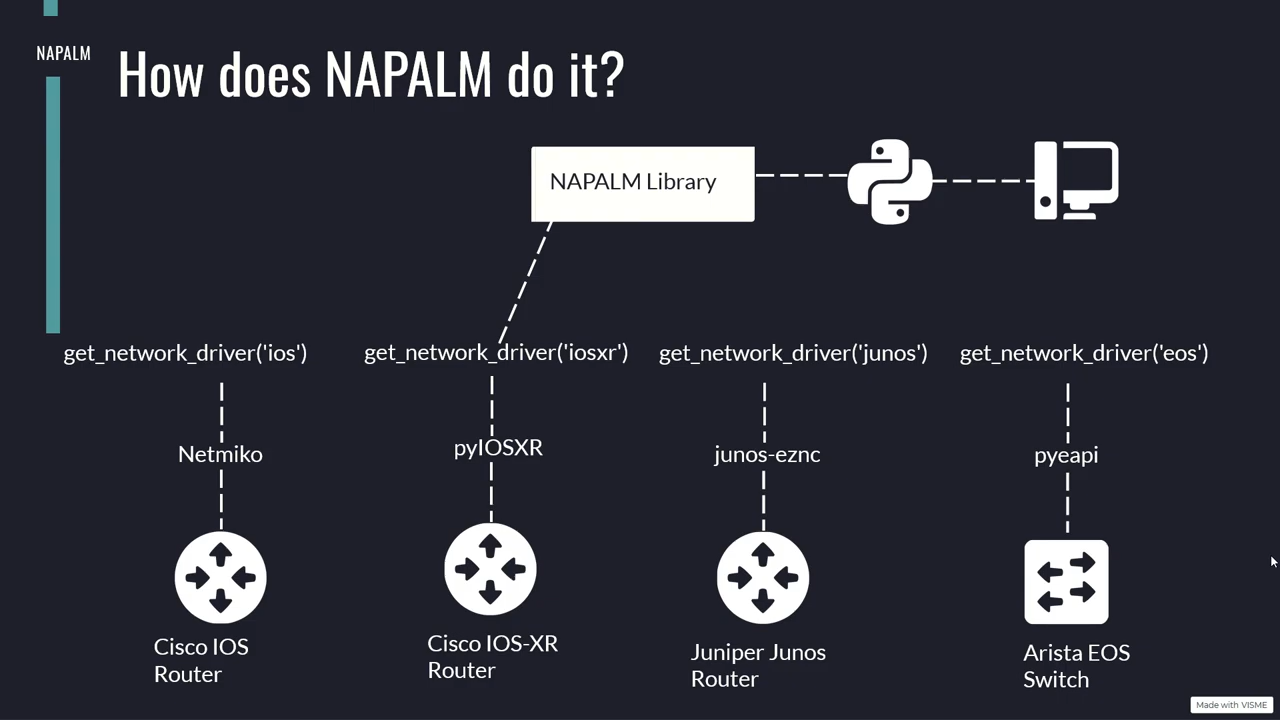 NAPALM
How does NAPALM do it?
NAPALM Library
get_network_driver('ios')
get_network_driver('iosxr')
get_network_driver('junos')
get_network_driver('eos')
Netmiko
pyIOSXR
junos-eznc
pyeapi
Cisco IOS
Router
Cisco IOS-XR
Router
Juniper Junos
Router
Arista EOS
Switch
Made with VISME